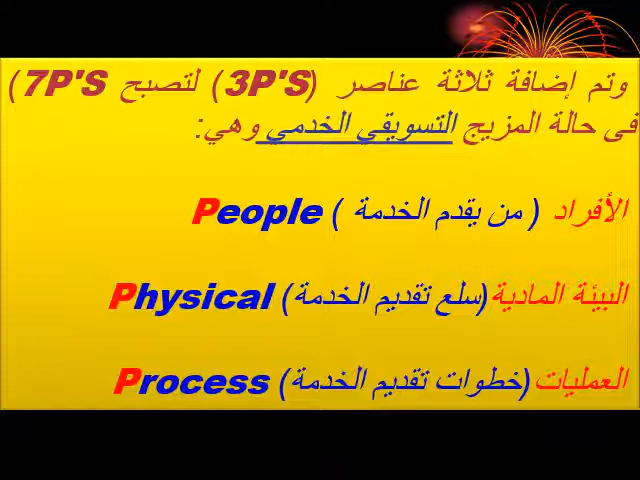 وتم إضافة ثلاثة عناصر (3P'S) لتصبح 7P'S)
فى حالة المزيج التسويقي الخدمي وهي:
الأفراد ( من يقدم الخدمة ) People
البيئة المادية (سلع تقديم الخدمة) Physical
العمليات (خطوات تقديم الخدمة) Process